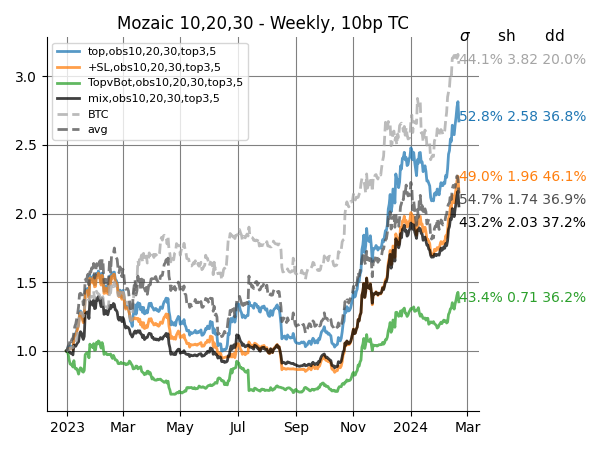 Mozaic 10,20,30 - Weekly, 10bp TC
σ sh dd
top,obs10,20,30,top3,5
+SL,obs10,20,30,top3,5
TopvBot,obs10,20,30,top3,5
mix,obs10,20,30,top3,5
BTC
avg
44.1% 3.82 20.0%
52.8% 2.58 36.8%
49.0% 1.96 46.1%
54.7% 1.74 36.9%
43.2% 2.03 37.2%
43.4% 0.71 36.2%
3.0
2.5
2.0
1.5
1.0
2023 Mar May Jul Sep Nov 2024 Mar